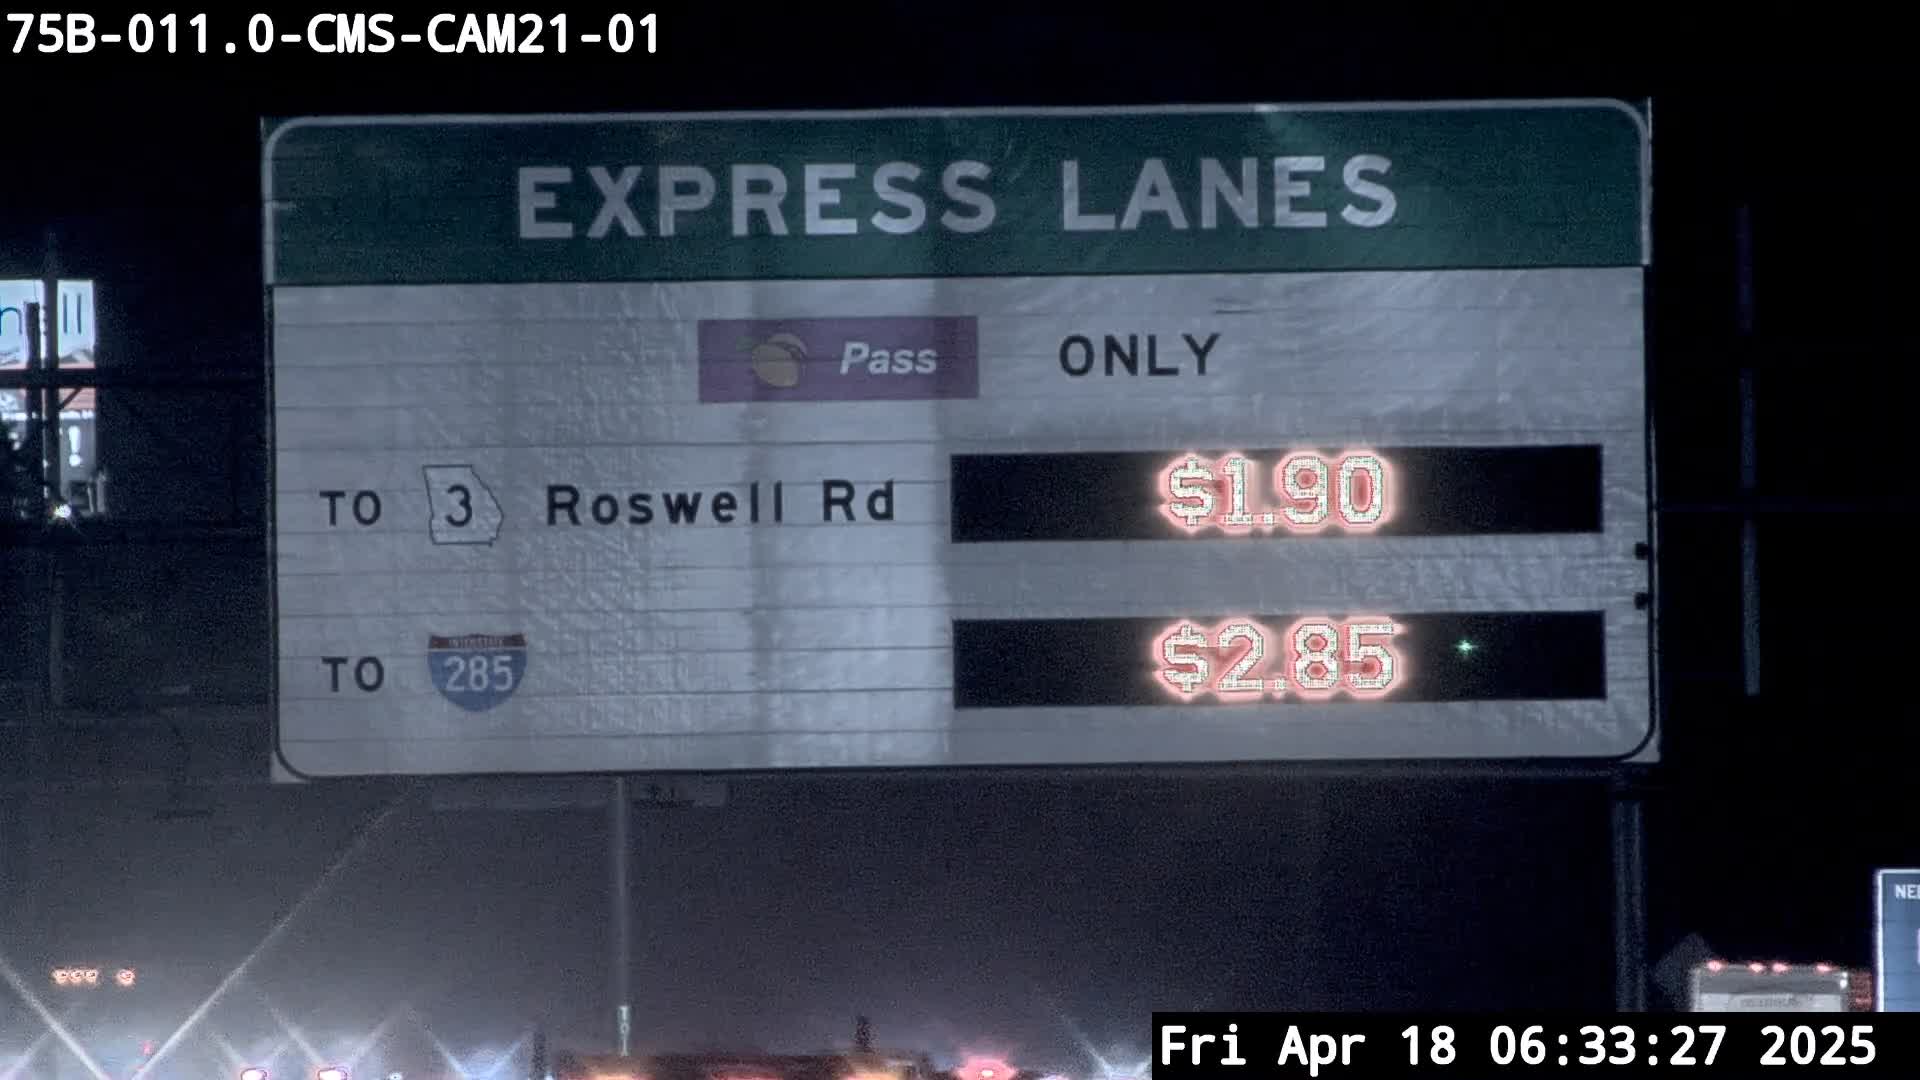 75B-011.0-CMS-CAM21-01
EXPRESS LANES
Pass ONLY
TO 3 Roswell Rd $1.90
TO INTERSTATE 285 $2.85
Fri Apr 18 06:33:27 2025